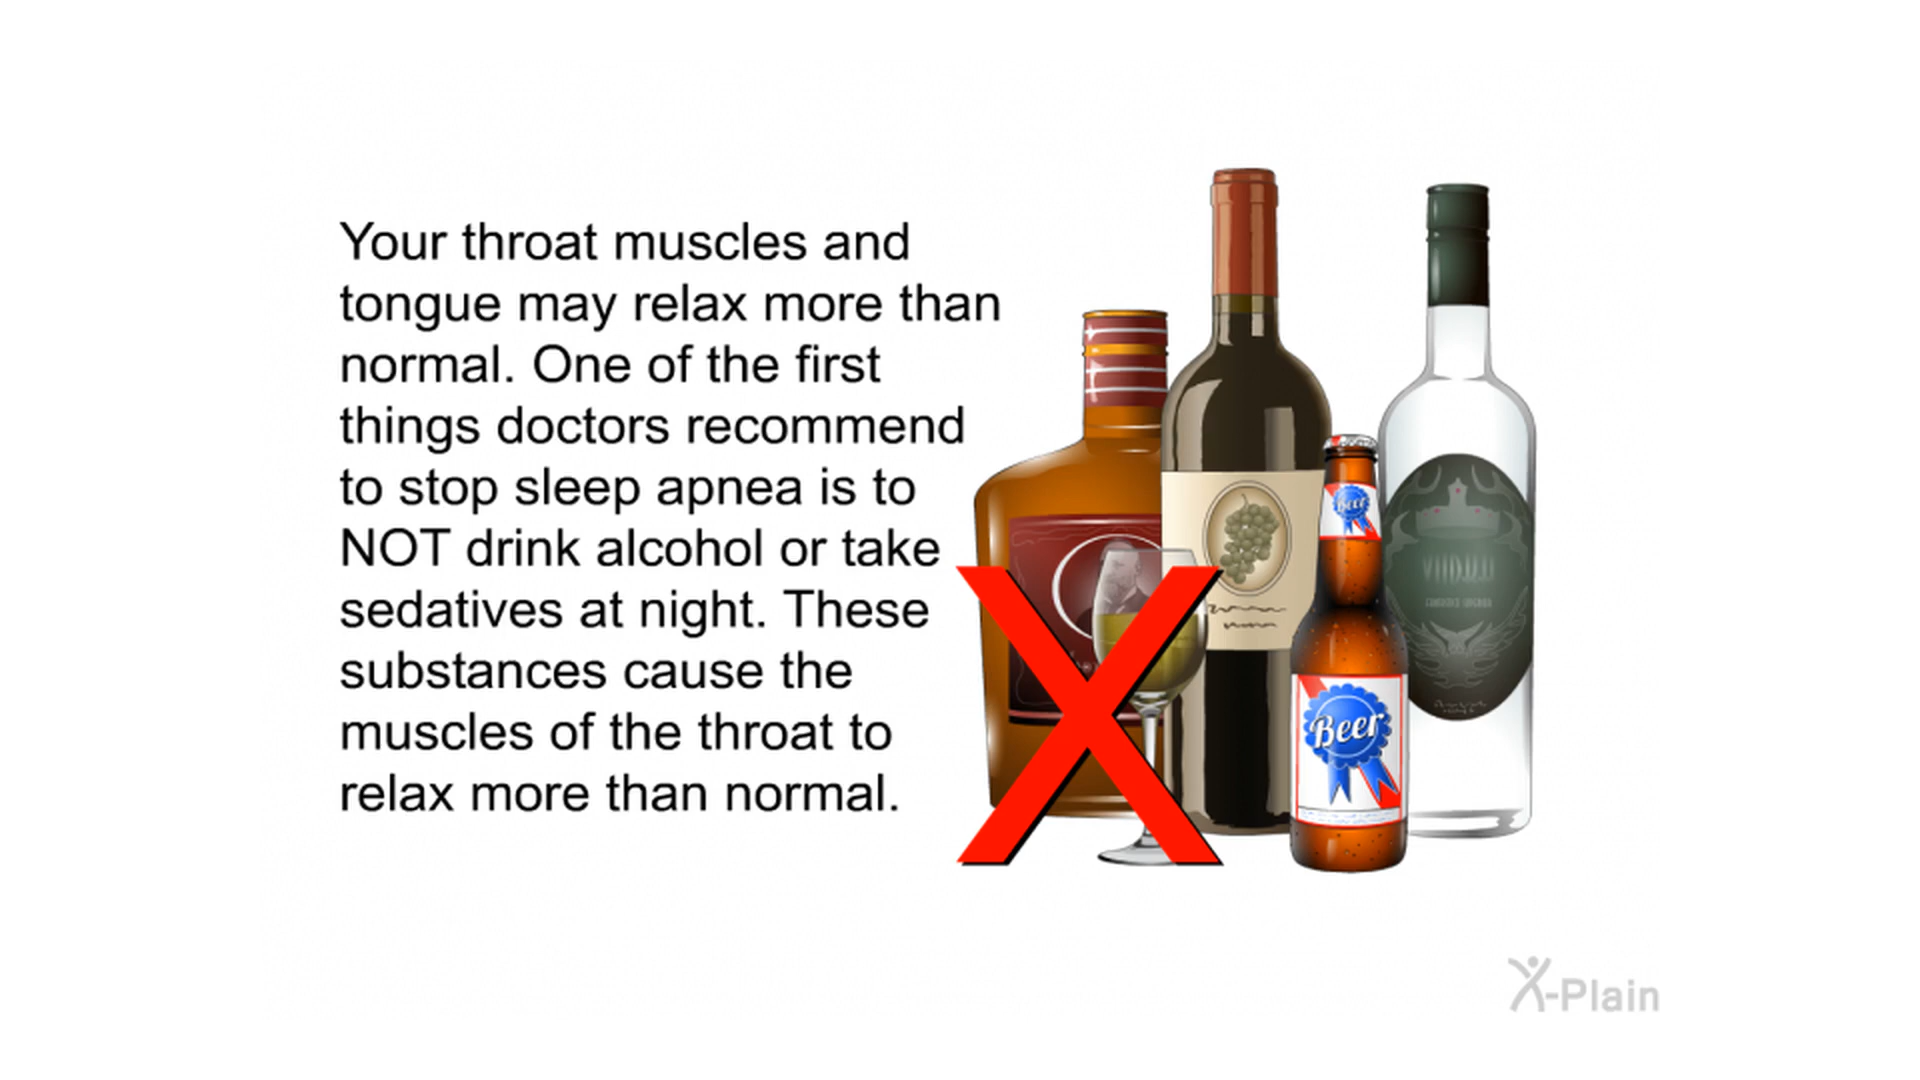 Your throat muscles and
tongue may relax more than
normal. One of the first
things doctors recommend
to stop sleep apnea is to
NOT drink alcohol or take
sedatives at night. These
substances cause the
muscles of the throat to
relax more than normal.
Beer
Beer
X-Plain